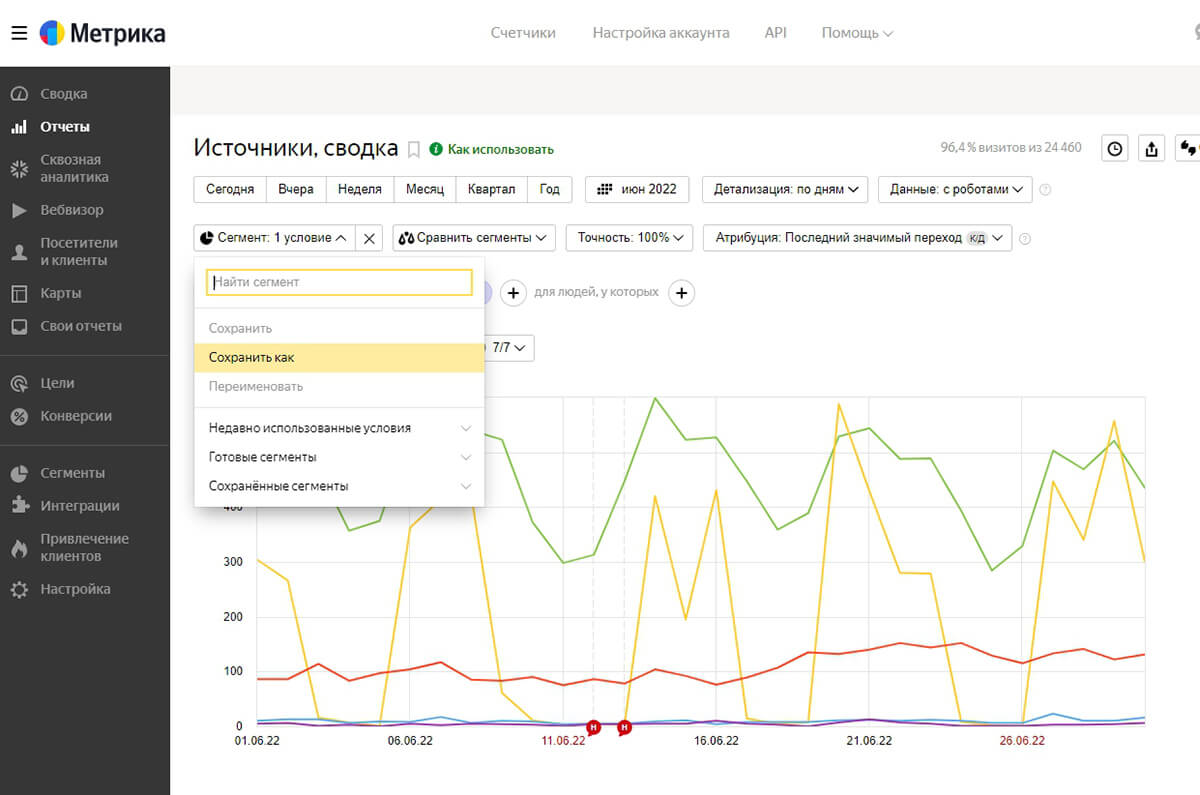 Метрика
Счетчики
Настройка аккаунта
API
Помощь
Сводка
Отчеты
Сквозная
аналитика
Вебвизор
Посетители
и клиенты
Карты
Свои отчеты
Цели
Конверсии
Сегменты
Интеграции
Привлечение
клиентов
Настройка
Источники, сводка
i Как использовать
96,4 % визитов из 24 460
Сегодня Вчера Неделя Месяц Квартал Год
июн 2022
Детализация: по дням
Данные: с роботами ?
Сегмент: 1 условие
Сравнить сегменты
Точность: 100%
Атрибуция: Последний значимый переход к/д ?
Найти сегмент
+ для людей, у которых +
Сохранить
Сохранить как
7/7
Переименовать
Недавно использованные условия
Готовые сегменты
Сохранённые сегменты
400
300
200
100
0
Н Н
01.06.22 06.06.22 11.06.22 16.06.22 21.06.22 26.06.22